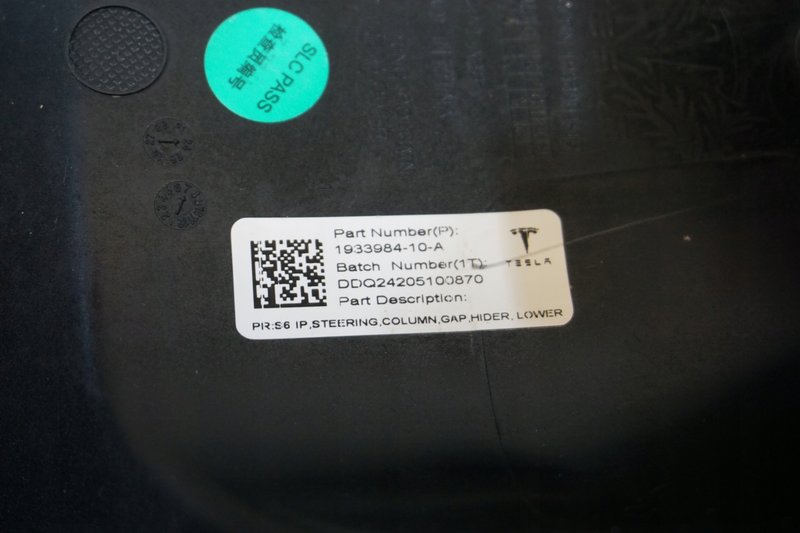 SLC PASS
检查员编号
Part Number(P):
1933984-10-A
Batch Number(1T):
DDQ24205100870
Part Description:
TESLA
PR:S6 IP,STEERING,COLUMN,GAP,HIDER, LOWER